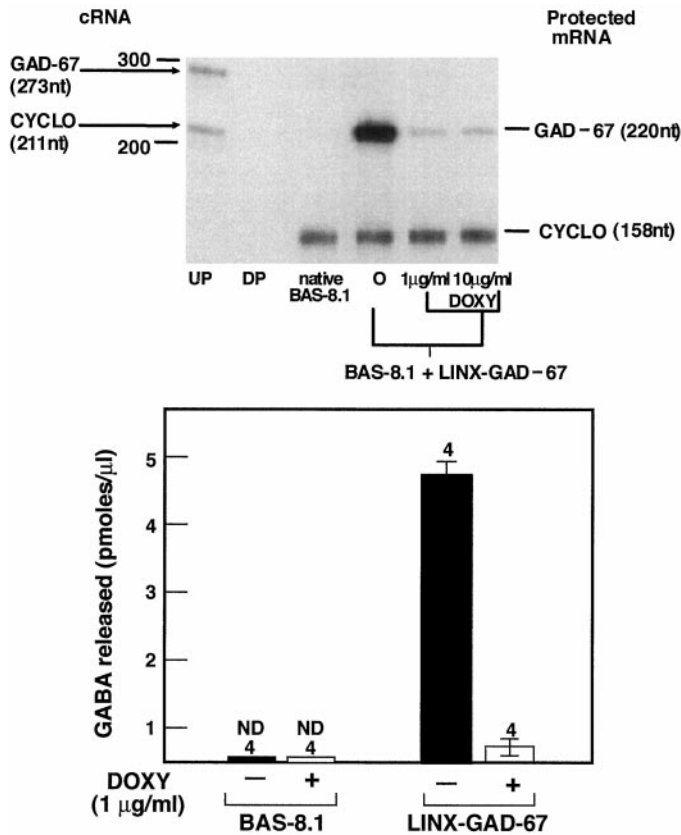 cRNA
Protected
mRNA
GAD-67
(273nt)
300
CYCLO
(211nt)
200
GAD-67 (220nt)
CYCLO (158nt)
UP DP native BAS-8.1 O 1µg/ml 10µg/ml
DOXY
BAS-8.1 + LINX-GAD-67
GABA released (pmoles/µl)
5
4
3
2
1
ND ND
4 4 4 4
DOXY — + — +
(1 µg/ml)
BAS-8.1 LINX-GAD-67